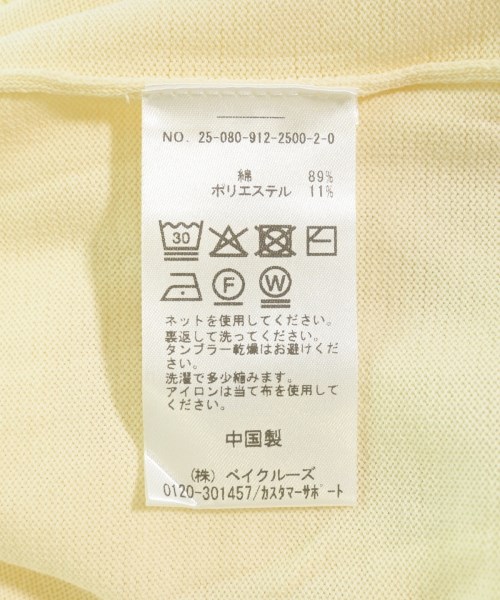 NO. 25-080-912-2500-2-0
綿 89%
ポリエステル 11%
30
F W
ネットを使用してください。
裏返して洗ってください。
タンブラー乾燥はお避けくださ
い。
洗濯で多少縮みます。
アイロンは当て布を使用して
ください。
中国製
(株) ベイクルーズ
0120-301457/カスタマーサポート